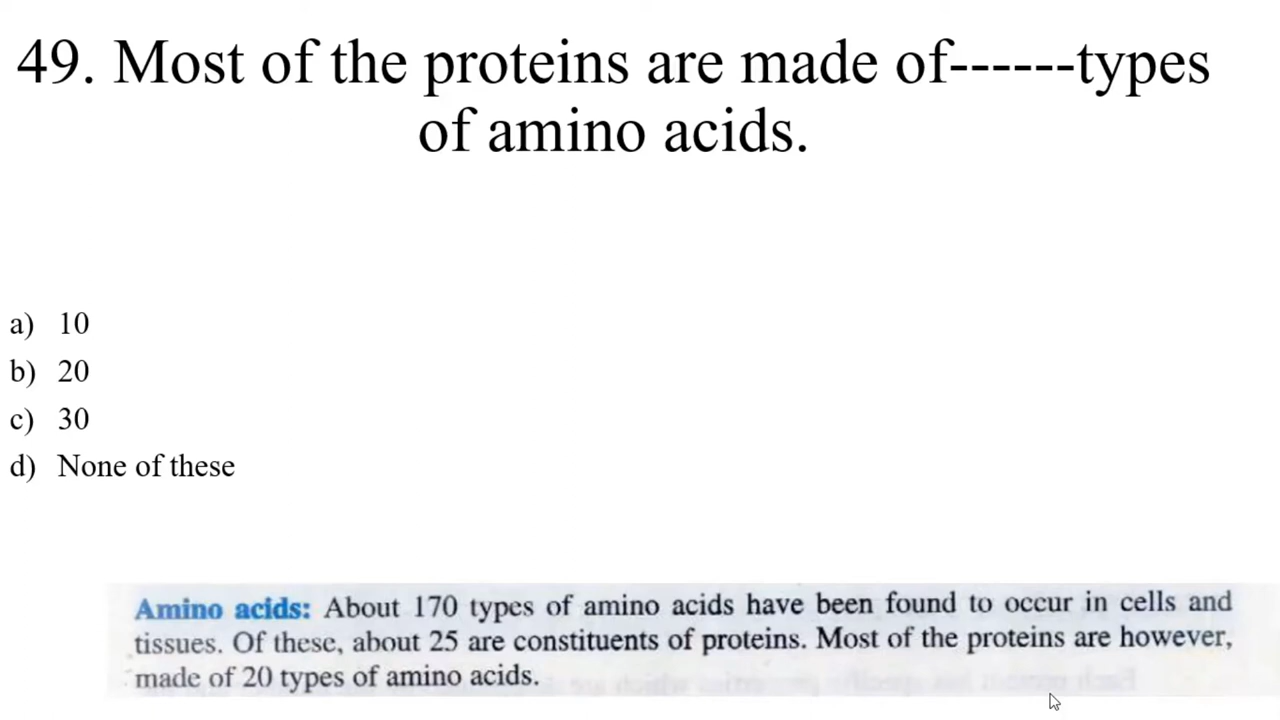 49. Most of the proteins are made of------types
of amino acids.
a) 10
b) 20
c) 30
d) None of these
Amino acids: About 170 types of amino acids have been found to occur in cells and
tissues. Of these, about 25 are constituents of proteins. Most of the proteins are however,
made of 20 types of amino acids.